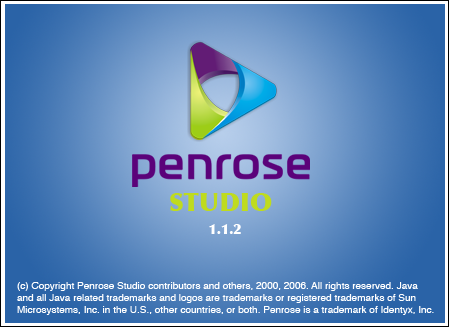 penrose
STUDIO
1.1.2
(c) Copyright Penrose Studio contributors and others, 2000, 2006. All rights reserved. Java
and all Java related trademarks and logos are trademarks or registered trademarks of Sun
Microsystems, Inc. in the U.S., other countries, or both. Penrose is a trademark of Identyx, Inc.